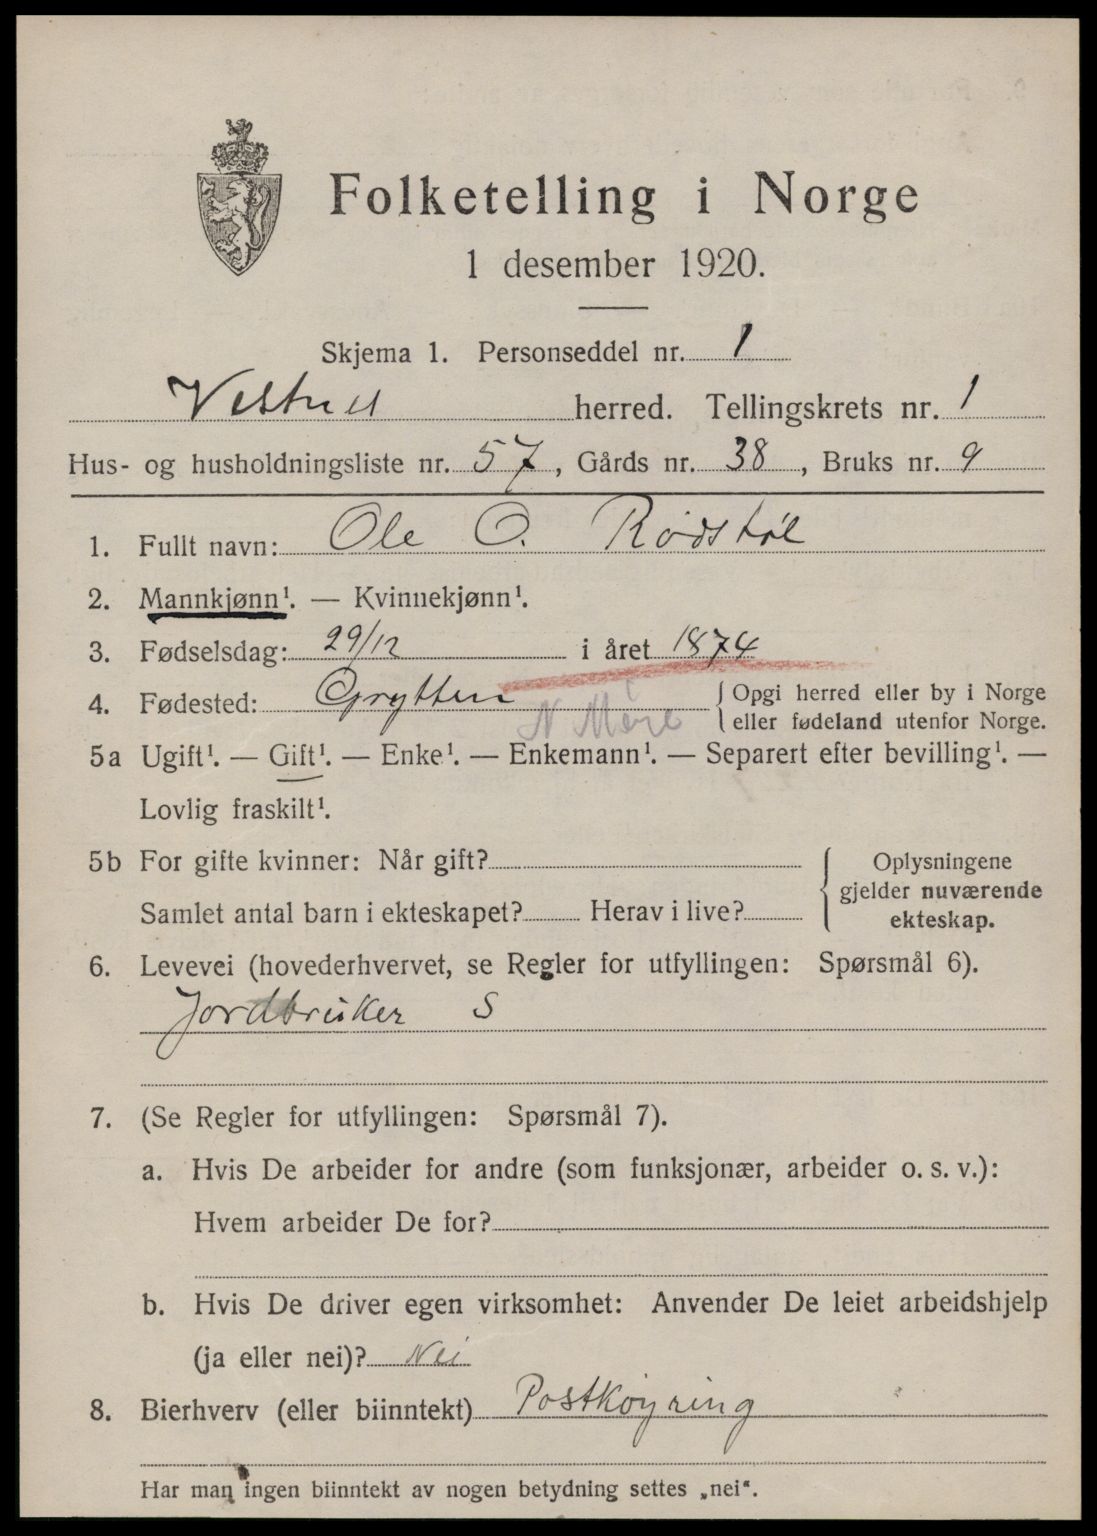 Folketelling i Norge
1 desember 1920.
Skjema 1. Personseddel nr. 1
Vestnes herred. Tellingskrets nr. 1
Hus- og husholdningsliste nr. 57, Gårds nr. 38, Bruks nr. 9
1. Fullt navn: Ole O. Rødstøl
2. Mannkjønn¹. — Kvinnekjønn¹.
3. Fødselsdag: 29/12 i året 1874
4. Fødested: Grytten { Opgi herred eller by i Norge
N Møre eller fødeland utenfor Norge.
5a Ugift¹. — Gift¹. — Enke¹. — Enkemann¹. — Separert efter bevilling¹. —
Lovlig fraskilt¹.
5b For gifte kvinner: Når gift?
Samlet antal barn i ekteskapet? Herav i live?
{ Oplysningene
gjelder nuværende
ekteskap.
6. Levevei (hovederhvervet, se Regler for utfyllingen: Spørsmål 6).
Jordbruker S
7. (Se Regler for utfyllingen: Spørsmål 7).
a. Hvis De arbeider for andre (som funksjonær, arbeider o. s. v.):
Hvem arbeider De for?
b. Hvis De driver egen virksomhet: Anvender De leiet arbeidshjelp
(ja eller nei)? Nei
8. Bierhverv (eller biinntekt) Postkøyring
Har man ingen biinntekt av nogen betydning settes „nei".